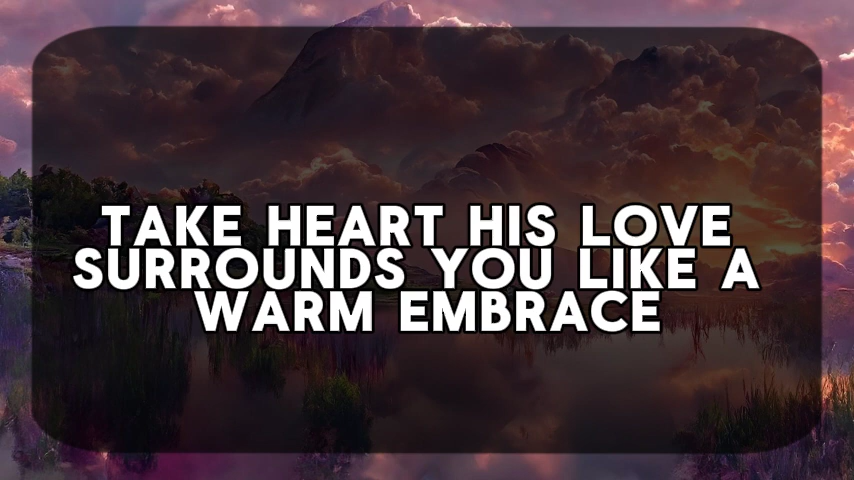 TAKE HEART HIS LOVE
SURROUNDS YOU LIKE A
WARM EMBRACE